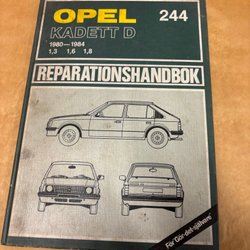 OPEL
244
KADETT D
1980—1984
1,3 1,6 1,8
REPARATIONSHANDBOK
För Gör-det-självare